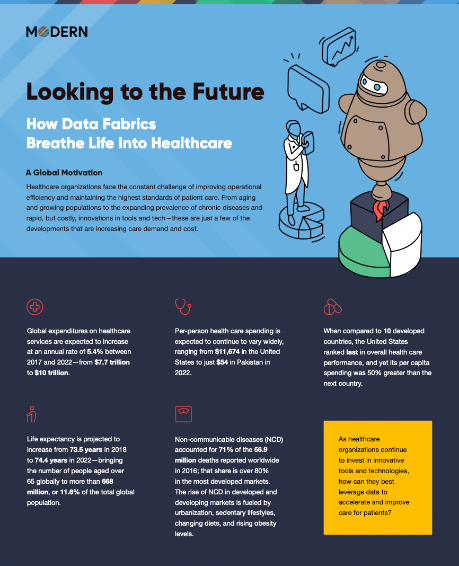 MODERN
Looking to the Future
How Data Fabrics
Breathe Life Into Healthcare
A Global Motivation
Healthcare organizations face the constant challenge of improving operational
efficiency and maintaining the highest standards of patient care. From aging
and growing populations to the expanding prevalence of chronic diseases and
rapid, but costly, innovations in tools and tech—these are just a few of the
developments that are increasing care demand and cost.
Global expenditures on healthcare
services are expected to increase
at an annual rate of 5.4% between
2017 and 2022—from $7.7 trillion
to $10 trillion.
Per-person health care spending is
expected to continue to vary widely,
ranging from $11,674 in the United
States to just $54 in Pakistan in
2022.
When compared to 10 developed
countries, the United States
ranked last in overall health care
performance, and yet its per capita
spending was 50% greater than the
next country.
Life expectancy is projected to
increase from 73.5 years in 2018
to 74.4 years in 2022—bringing
the number of people aged over
65 globally to more than 668
million, or 11.6% of the total global
population.
Non-communicable diseases (NCD)
accounted for 71% of the 56.9
million deaths reported worldwide
in 2016; that share is over 80%
in the most developed markets.
The rise of NCD in developed and
developing markets is fueled by
urbanization, sedentary lifestyles,
changing diets, and rising obesity
levels.
As healthcare
organizations continue
to invest in innovative
tools and technologies,
how can they best
leverage data to
accelerate and improve
care for patients?